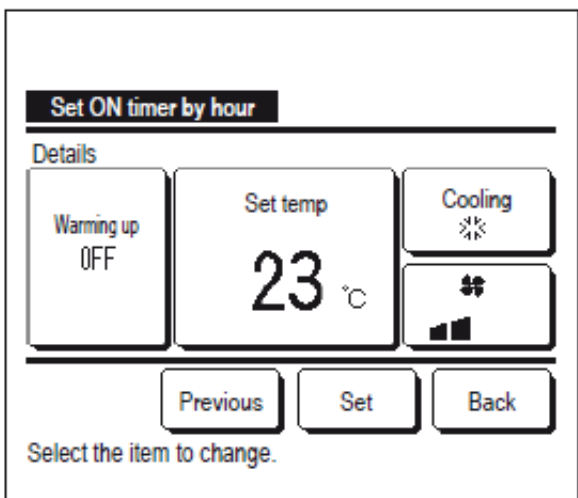 Set ON timer by hour
Details
Warming up
OFF
Set temp
23 °C
Cooling
Previous
Set
Back
Select the item to change.